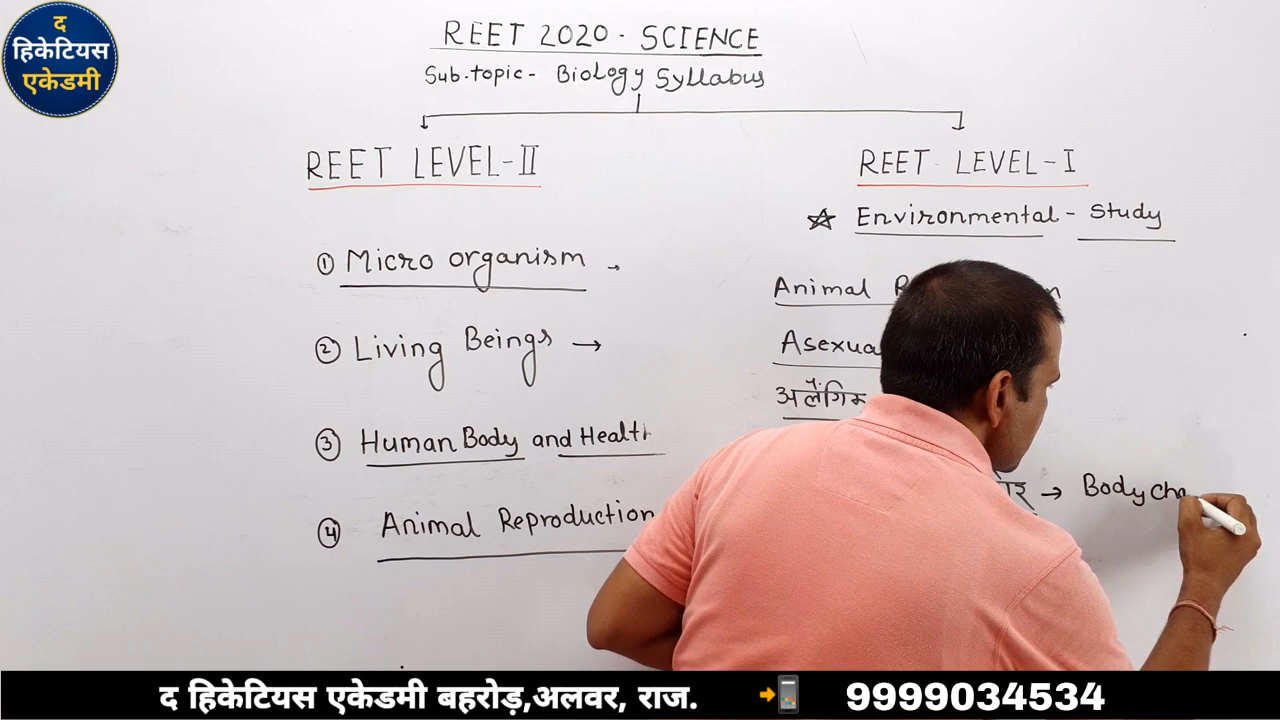 द
हिकेटियस
एकेडमी
REET 2020 - SCIENCE
Sub.topic - Biology Syllabus
REET LEVEL-II
① Micro organism →
② Living Beings →
③ Human Body and Healt
④ Animal Reproduction
REET LEVEL-I
☆ Environmental - Study
Animal
Asexua
→ Body cha
द हिकेटियस एकेडमी बहरोड़,अलवर, राज. 9999034534